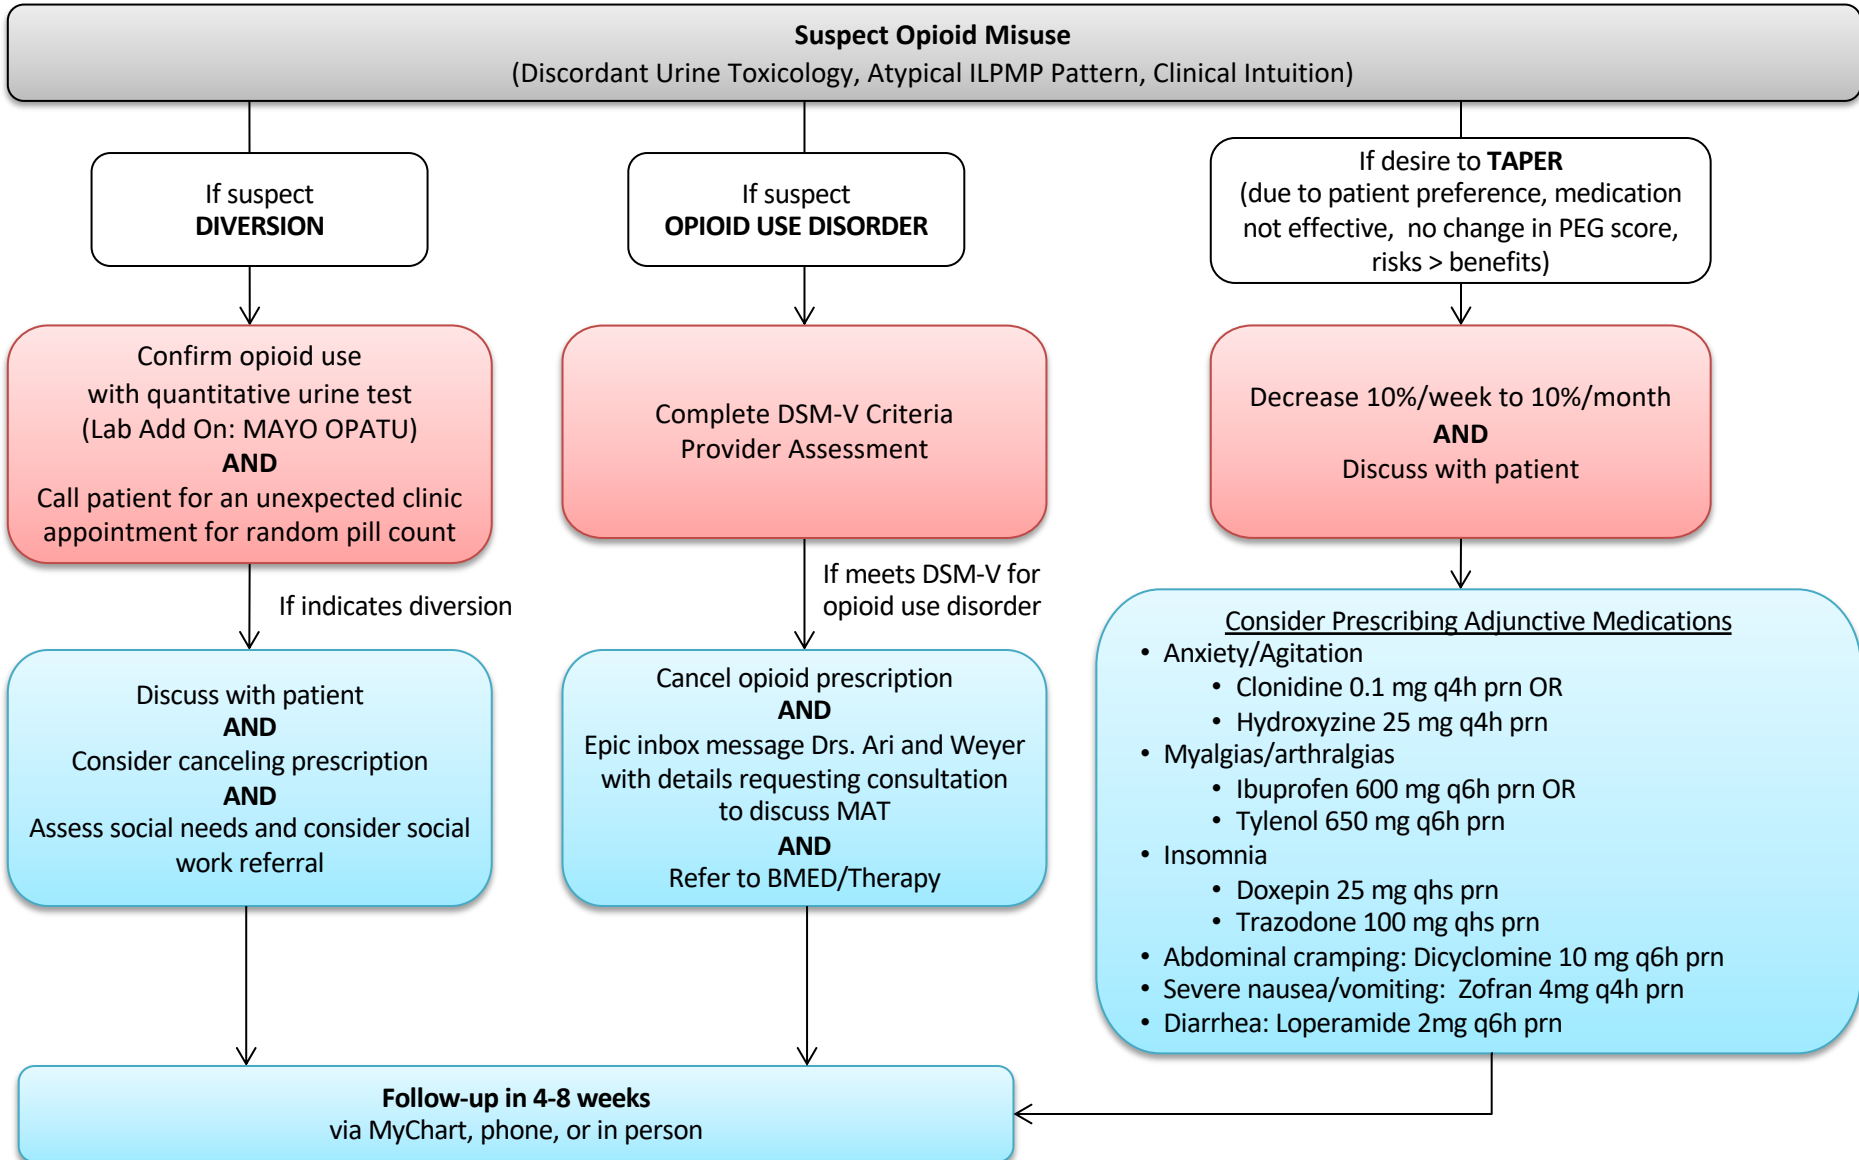 Suspect Opioid Misuse
(Discordant Urine Toxicology, Atypical ILPMP Pattern, Clinical Intuition)
If suspect
DIVERSION
Confirm opioid use
with quantitative urine test
(Lab Add On: MAYO OPATU)
AND
Call patient for an unexpected clinic
appointment for random pill count
If indicates diversion
Discuss with patient
AND
Consider canceling prescription
AND
Assess social needs and consider social
work referral
If suspect
OPIOID USE DISORDER
Complete DSM-V Criteria
Provider Assessment
If meets DSM-V for
opioid use disorder
Cancel opioid prescription
AND
Epic inbox message Drs. Ari and Weyer
with details requesting consultation
to discuss MAT
AND
Refer to BMED/Therapy
If desire to TAPER
(due to patient preference, medication
not effective, no change in PEG score,
risks > benefits)
Decrease 10%/week to 10%/month
AND
Discuss with patient
Consider Prescribing Adjunctive Medications
• Anxiety/Agitation
• Clonidine 0.1 mg q4h prn OR
• Hydroxyzine 25 mg q4h prn
• Myalgias/arthralgias
• Ibuprofen 600 mg q6h prn OR
• Tylenol 650 mg q6h prn
• Insomnia
• Doxepin 25 mg qhs prn
• Trazodone 100 mg qhs prn
• Abdominal cramping: Dicyclomine 10 mg q6h prn
• Severe nausea/vomiting: Zofran 4mg q4h prn
• Diarrhea: Loperamide 2mg q6h prn
Follow-up in 4-8 weeks
via MyChart, phone, or in person